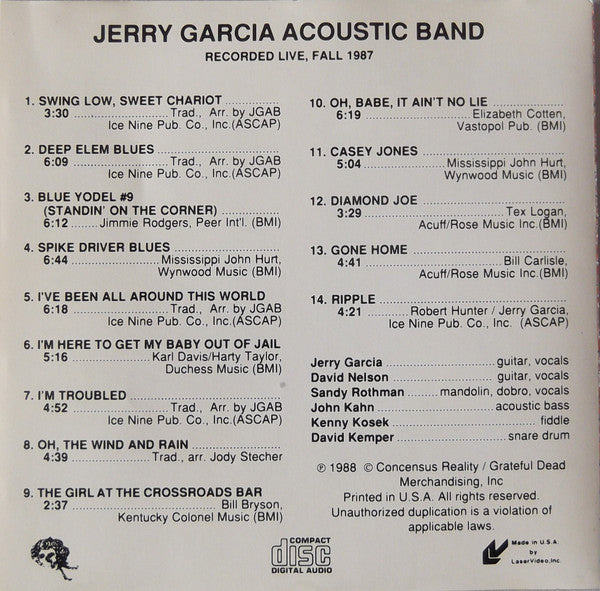 JERRY GARCIA ACOUSTIC BAND
RECORDED LIVE, FALL 1987
1. SWING LOW, SWEET CHARIOT ..............
3:30 ................................ Trad., Arr. by JGAB
Ice Nine Pub. Co., Inc.(ASCAP)
2. DEEP ELEM BLUES ................................
6:09 ................................ Trad., Arr. by JGAB
Ice Nine Pub. Co., Inc.(ASCAP)
3. BLUE YODEL #9
(STANDIN' ON THE CORNER) ..............
6:12 ........Jimmie Rodgers, Peer Int'l. (BMI)
4. SPIKE DRIVER BLUES ..........................
6:44 ..........................Mississippi John Hurt,
Wynwood Music (BMI)
5. I'VE BEEN ALL AROUND THIS WORLD
6:18 ................................ Trad., Arr. by JGAB
Ice Nine Pub. Co., Inc.(ASCAP)
6. I'M HERE TO GET MY BABY OUT OF JAIL
5:16 ........................ Karl Davis/Harty Taylor,
Duchess Music (BMI)
7. I'M TROUBLED ......................................
4:52 ................................ Trad., Arr. by JGAB
Ice Nine Pub. Co., Inc.(ASCAP)
8. OH, THE WIND AND RAIN ....................
4:39 ........................Trad., arr. Jody Stecher
9. THE GIRL AT THE CROSSROADS BAR
2:37 ............................................ Bill Bryson,
Kentucky Colonel Music (BMI)
10. OH, BABE, IT AIN'T NO LIE ................
6:19 ................................ Elizabeth Cotten,
Vastopol Pub. (BMI)
11. CASEY JONES ....................................
5:04 ........................ Mississippi John Hurt,
Wynwood Music (BMI)
12. DIAMOND JOE ....................................
3:29 ........................................ Tex Logan,
Acuff/Rose Music Inc.(BMI)
13. GONE HOME ......................................
4:41 ........................................ Bill Carlisle,
Acuff/Rose Music Inc.(BMI)
14. RIPPLE ................................................
4:21 ............ Robert Hunter / Jerry Garcia,
Ice Nine Pub. Co., Inc. (ASCAP)
Jerry Garcia ............................ guitar, vocals
David Nelson .......................... guitar, vocals
Sandy Rothman ........ mandolin, dobro, vocals
John Kahn ................................ acoustic bass
Kenny Kosek .......................................... fiddle
David Kemper .............................. snare drum
℗ 1988 © Concensus Reality / Grateful Dead
Merchandising, Inc
Printed in U.S.A. All rights reserved.
Unauthorized duplication is a violation of
applicable laws.
COMPACT
disc
DIGITAL AUDIO
Made in U.S.A.
by
LaserVideo,Inc.